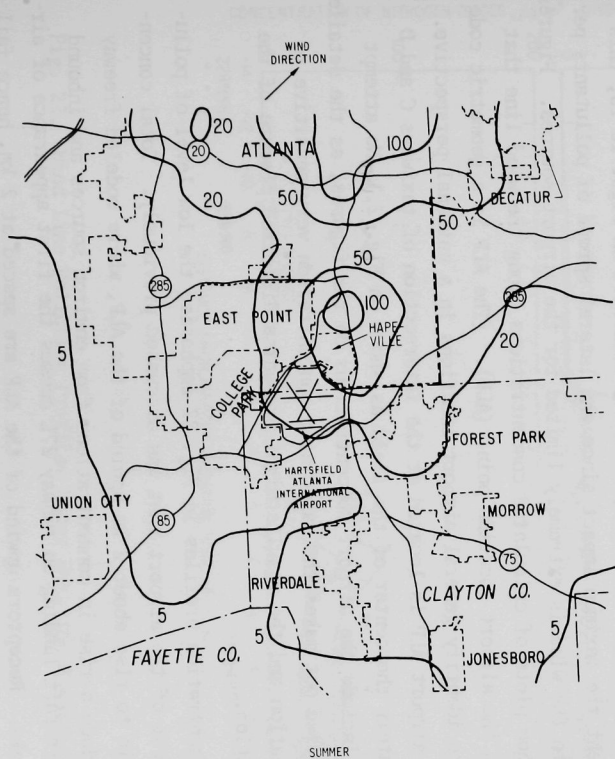 WIND
DIRECTION
20
20
ATLANTA
100
DECATUR
20
50
50
50
285
285
EAST POINT
100
HAPE-
VILLE
20
5
COLLEGE
PARK
FOREST PARK
HARTSFIELD
ATLANTA
INTERNATIONAL
AIRPORT
UNION CITY
MORROW
85
75
RIVERDALE
CLAYTON CO.
5
5
5
FAYETTE CO.
JONESBORO
SUMMER